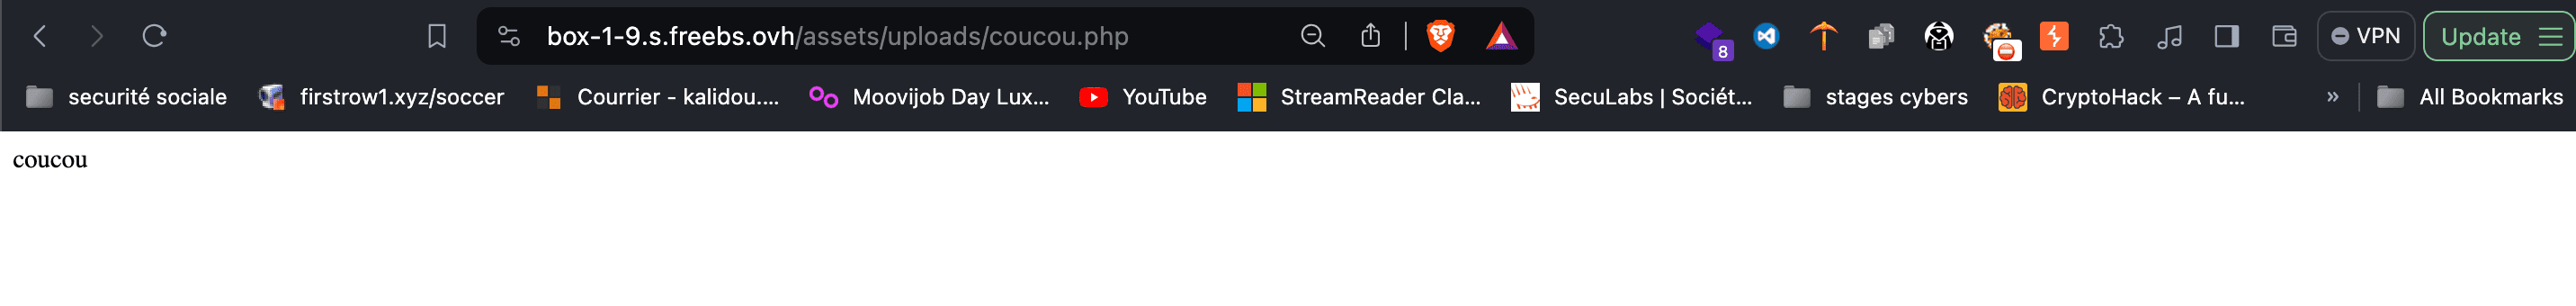 box-1-9.s.freebs.ovh/assets/uploads/coucou.php 8 VPN Update
securité sociale firstrow1.xyz/soccer Courrier - kalidou.... Moovijob Day Lux... YouTube StreamReader Cla... SecuLabs | Sociét... stages cybers CryptoHack – A fu... » All Bookmarks
coucou